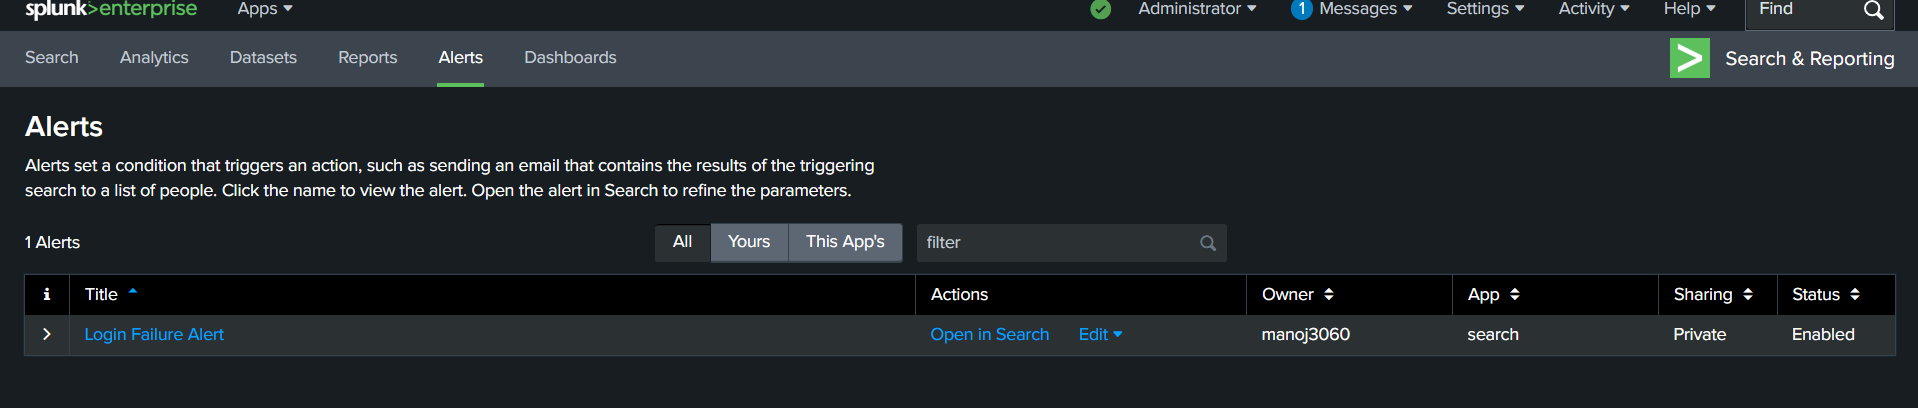 splunk>enterprise Apps Administrator 1 Messages Settings Activity Help Find
Search Analytics Datasets Reports Alerts Dashboards > Search & Reporting
Alerts
Alerts set a condition that triggers an action, such as sending an email that contains the results of the triggering
search to a list of people. Click the name to view the alert. Open the alert in Search to refine the parameters.
1 Alerts All Yours This App's filter
i Title Actions Owner App Sharing Status
> Login Failure Alert Open in Search Edit manoj3060 search Private Enabled